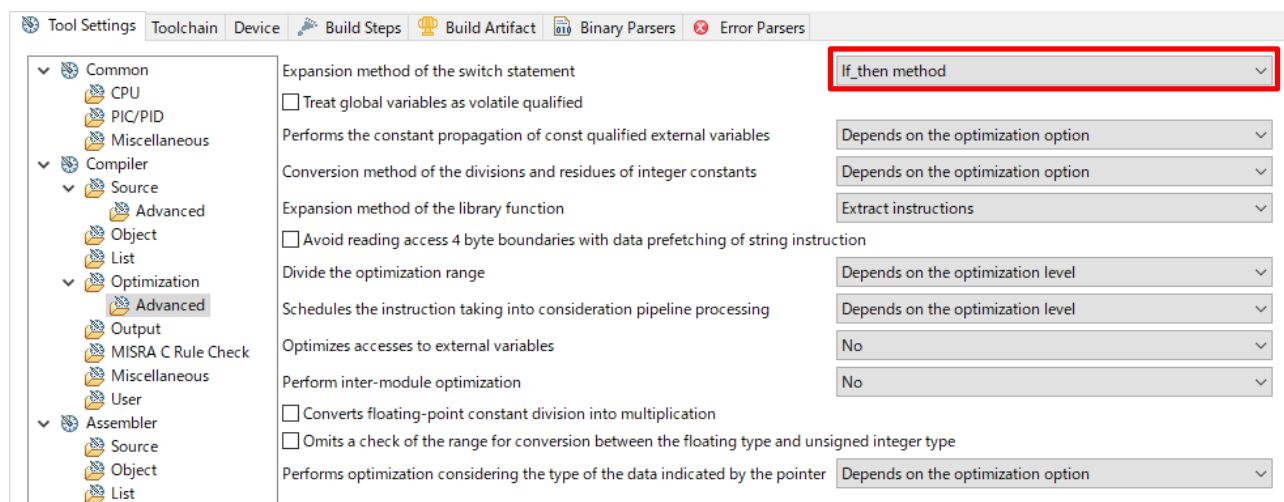 Tool Settings Toolchain Device Build Steps Build Artifact Binary Parsers Error Parsers
Common
CPU
PIC/PID
Miscellaneous
Compiler
Source
Advanced
Object
List
Optimization
Advanced
Output
MISRA C Rule Check
Miscellaneous
User
Assembler
Source
Object
List
Expansion method of the switch statement If_then method
Treat global variables as volatile qualified
Performs the constant propagation of const qualified external variables Depends on the optimization option
Conversion method of the divisions and residues of integer constants Depends on the optimization option
Expansion method of the library function Extract instructions
Avoid reading access 4 byte boundaries with data prefetching of string instruction
Divide the optimization range Depends on the optimization level
Schedules the instruction taking into consideration pipeline processing Depends on the optimization level
Optimizes accesses to external variables No
Perform inter-module optimization No
Converts floating-point constant division into multiplication
Omits a check of the range for conversion between the floating type and unsigned integer type
Performs optimization considering the type of the data indicated by the pointer Depends on the optimization option